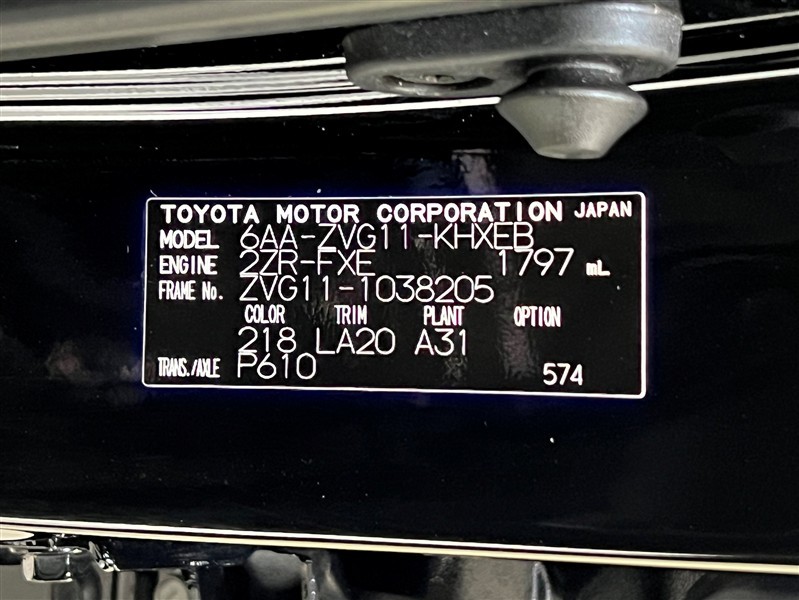 TOYOTA MOTOR CORPORATION JAPAN
MODEL 6AA-ZVG11-KHXEB
ENGINE 2ZR-FXE 1797 mL
FRAME No. ZVG11-1038205
COLOR TRIM PLANT OPTION
218 LA20 A31
TRANS./AXLE P610 574